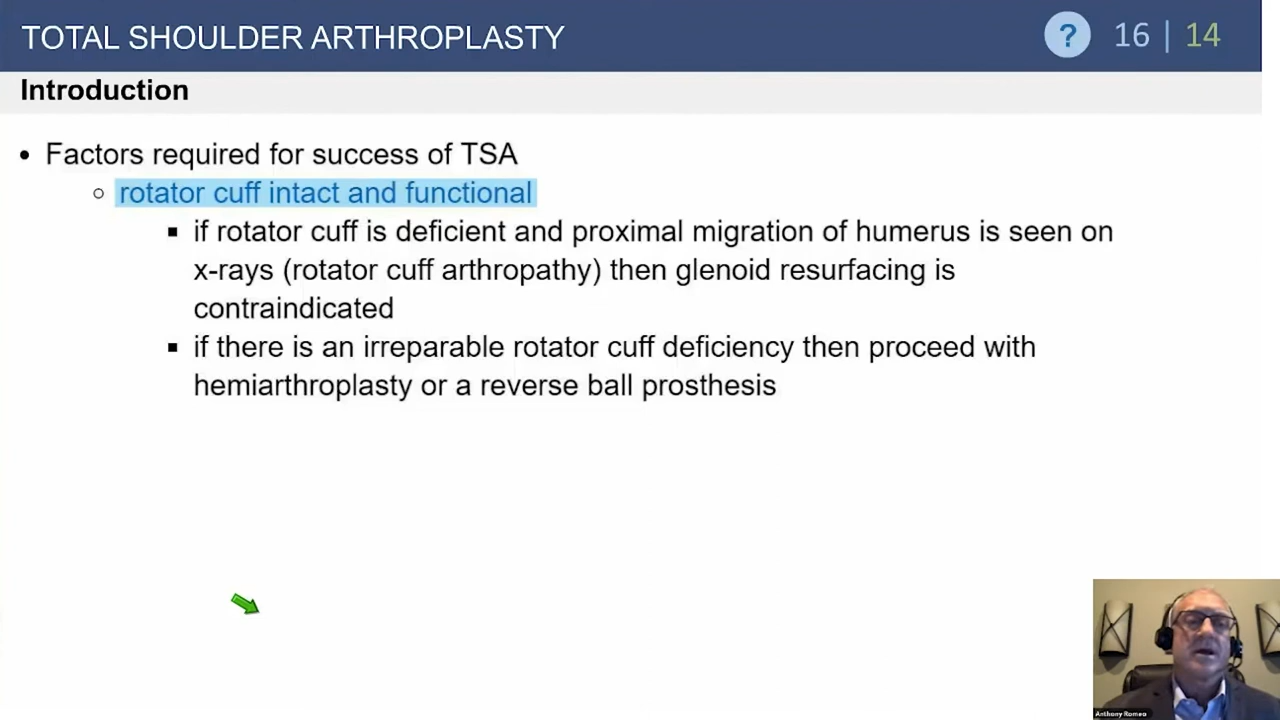 TOTAL SHOULDER ARTHROPLASTY
? 16 | 14
Introduction
• Factors required for success of TSA
○ rotator cuff intact and functional
▪ if rotator cuff is deficient and proximal migration of humerus is seen on
x-rays (rotator cuff arthropathy) then glenoid resurfacing is
contraindicated
▪ if there is an irreparable rotator cuff deficiency then proceed with
hemiarthroplasty or a reverse ball prosthesis
Anthony Romeo